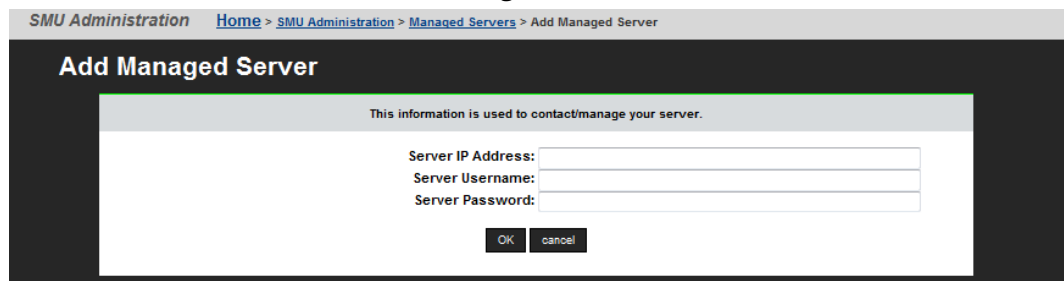 SMU Administration Home > SMU Administration > Managed Servers > Add Managed Server
Add Managed Server
This information is used to contact/manage your server.
Server IP Address:
Server Username:
Server Password:
OK cancel